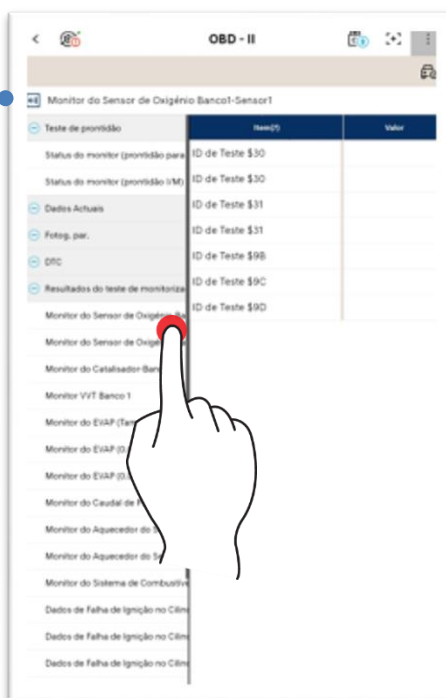 OBD - II
Monitor do Sensor de Oxigénio Banco1-Sensor1
Teste de prontidão
Item(7)
Valor
Status do monitor (prontidão para
ID de Teste $30
Status do monitor (prontidão I/M)
ID de Teste $30
Dados Actuais
ID de Teste $31
Fotog. par.
ID de Teste $31
DTC
ID de Teste $9B
Resultados do teste de monitoriza
ID de Teste $9C
Monitor do Sensor de Oxigénio Ba
ID de Teste $9D
Monitor do Sensor de
Monitor do Catalisador Ban
Monitor VVT Banco 1
Monitor do EVAP
Monitor do EVAP
Monitor do EVAP
Monitor do Caudal de
Monitor do Aquecedor do
Monitor do Aquecedor do
Monitor do Sistema de Combustíve
Dados de Falha de Ignição no Cilin
Dados de Falha de Ignição no Cilin
Dados de Falha de Ignição no Cilin